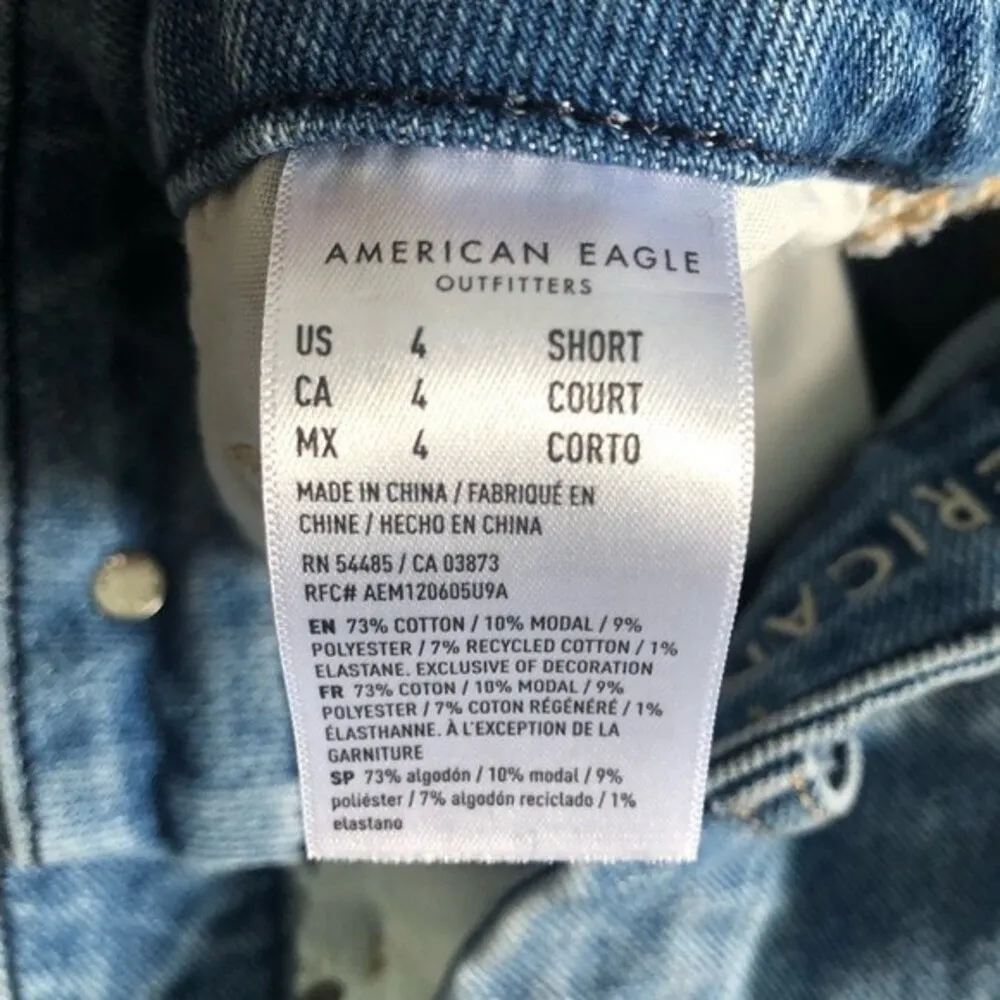 AMERICAN EAGLE
OUTFITTERS
US 4 SHORT
CA 4 COURT
MX 4 CORTO
MADE IN CHINA / FABRIQUÉ EN
CHINE / HECHO EN CHINA
RN 54485 / CA 03873
RFC# AEM120605U9A
EN 73% COTTON / 10% MODAL / 9%
POLYESTER / 7% RECYCLED COTTON / 1%
ELASTANE. EXCLUSIVE OF DECORATION
FR 73% COTON / 10% MODAL / 9%
POLYESTER / 7% COTON RÉGÉNÉRÉ / 1%
ÉLASTHANNE. À L'EXCEPTION DE LA
GARNITURE
SP 73% algodón / 10% modal / 9%
poliéster / 7% algodón reciclado / 1%
elastano